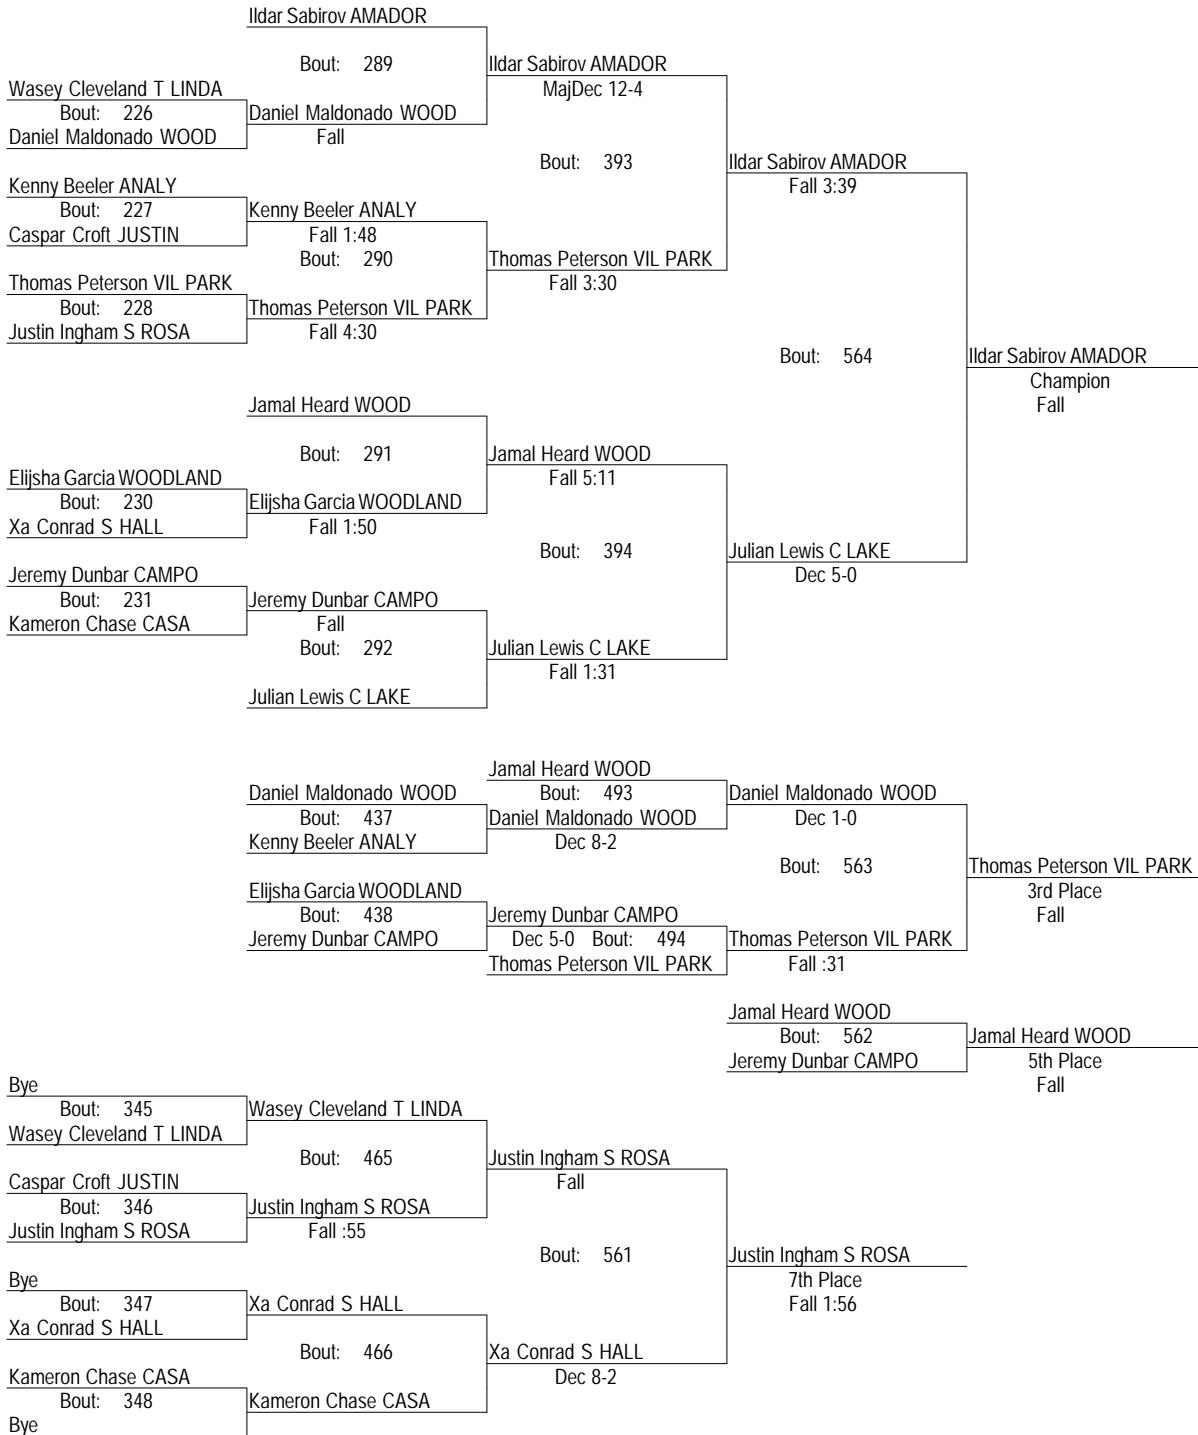 Ildar Sabirov AMADOR
Bout: 289 Ildar Sabirov AMADOR
Wasey Cleveland T LINDA MajDec 12-4
Bout: 226 Daniel Maldonado WOOD
Daniel Maldonado WOOD Fall
Bout: 393 Ildar Sabirov AMADOR
Kenny Beeler ANALY Fall 3:39
Bout: 227 Kenny Beeler ANALY
Caspar Croft JUSTIN Fall 1:48
Bout: 290 Thomas Peterson VIL PARK
Thomas Peterson VIL PARK Fall 3:30
Bout: 228 Thomas Peterson VIL PARK
Justin Ingham S ROSA Fall 4:30
Bout: 564 Ildar Sabirov AMADOR
Champion
Jamal Heard WOOD Fall
Bout: 291 Jamal Heard WOOD
Elijsha Garcia WOODLAND Fall 5:11
Bout: 230 Elijsha Garcia WOODLAND
Xa Conrad S HALL Fall 1:50
Bout: 394 Julian Lewis C LAKE
Jeremy Dunbar CAMPO Dec 5-0
Bout: 231 Jeremy Dunbar CAMPO
Kameron Chase CASA Fall
Bout: 292 Julian Lewis C LAKE
Fall 1:31
Julian Lewis C LAKE
Jamal Heard WOOD
Daniel Maldonado WOOD Bout: 493 Daniel Maldonado WOOD
Bout: 437 Daniel Maldonado WOOD Dec 1-0
Kenny Beeler ANALY Dec 8-2
Bout: 563 Thomas Peterson VIL PARK
Elijsha Garcia WOODLAND 3rd Place
Bout: 438 Jeremy Dunbar CAMPO Fall
Jeremy Dunbar CAMPO Dec 5-0 Bout: 494 Thomas Peterson VIL PARK
Thomas Peterson VIL PARK Fall :31
Jamal Heard WOOD
Bout: 562 Jamal Heard WOOD
Jeremy Dunbar CAMPO 5th Place
Bye Fall
Bout: 345 Wasey Cleveland T LINDA
Wasey Cleveland T LINDA
Bout: 465 Justin Ingham S ROSA
Caspar Croft JUSTIN Fall
Bout: 346 Justin Ingham S ROSA
Justin Ingham S ROSA Fall :55
Bout: 561 Justin Ingham S ROSA
Bye 7th Place
Bout: 347 Xa Conrad S HALL Fall 1:56
Xa Conrad S HALL
Bout: 466 Xa Conrad S HALL
Kameron Chase CASA Dec 8-2
Bout: 348 Kameron Chase CASA
Bye